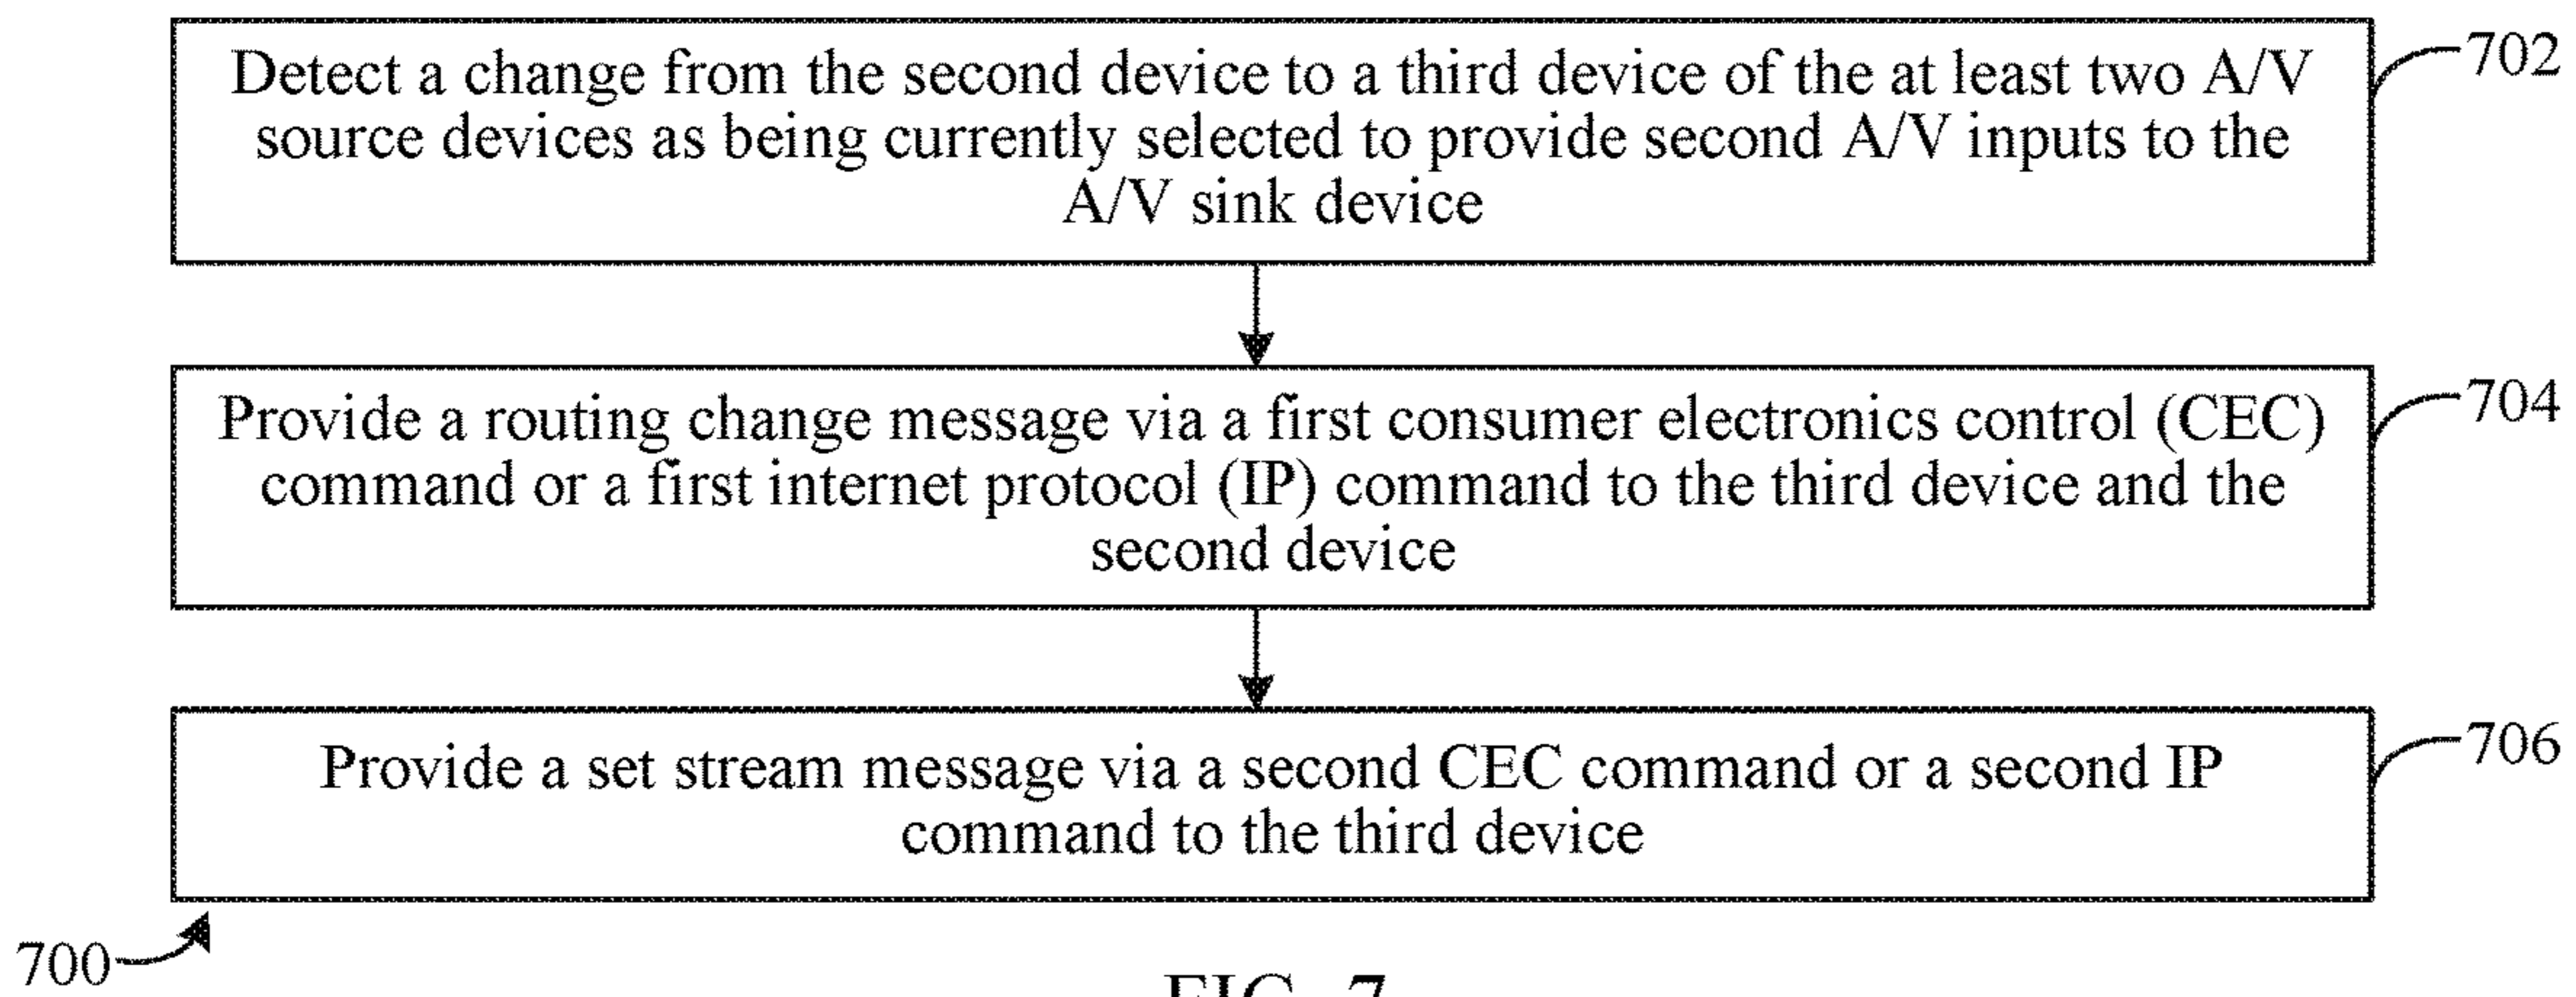 Detect a change from the second device to a third device of the at least two A/V
source devices as being currently selected to provide second A/V inputs to the
A/V sink device
702
Provide a routing change message via a first consumer electronics control (CEC)
command or a first internet protocol (IP) command to the third device and the
second device
704
Provide a set stream message via a second CEC command or a second IP
command to the third device
706
700
FIG. 7